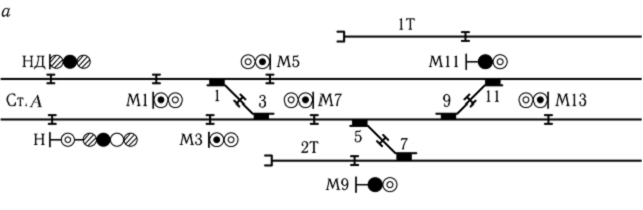 а
1Т
НД М5 М11
Ст. А М1 1 3 М7 9 11 М13
Н М3 5 7
2Т
М9